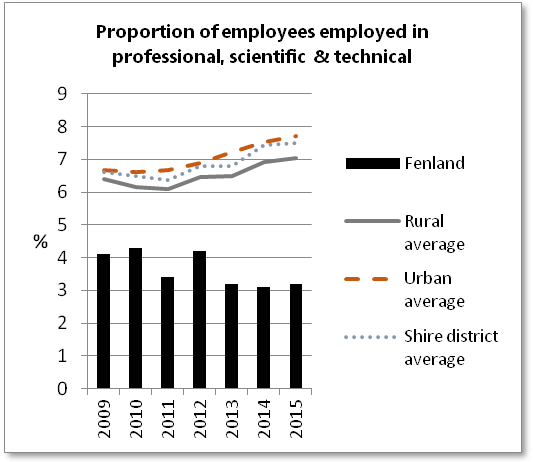 Proportion of employees employed in
professional, scientific & technical
9
8
7
6
5
4
3
2
1
0
%
2009
2010
2011
2012
2013
2014
2015
Fenland
Rural
average
Urban
average
Shire district
average